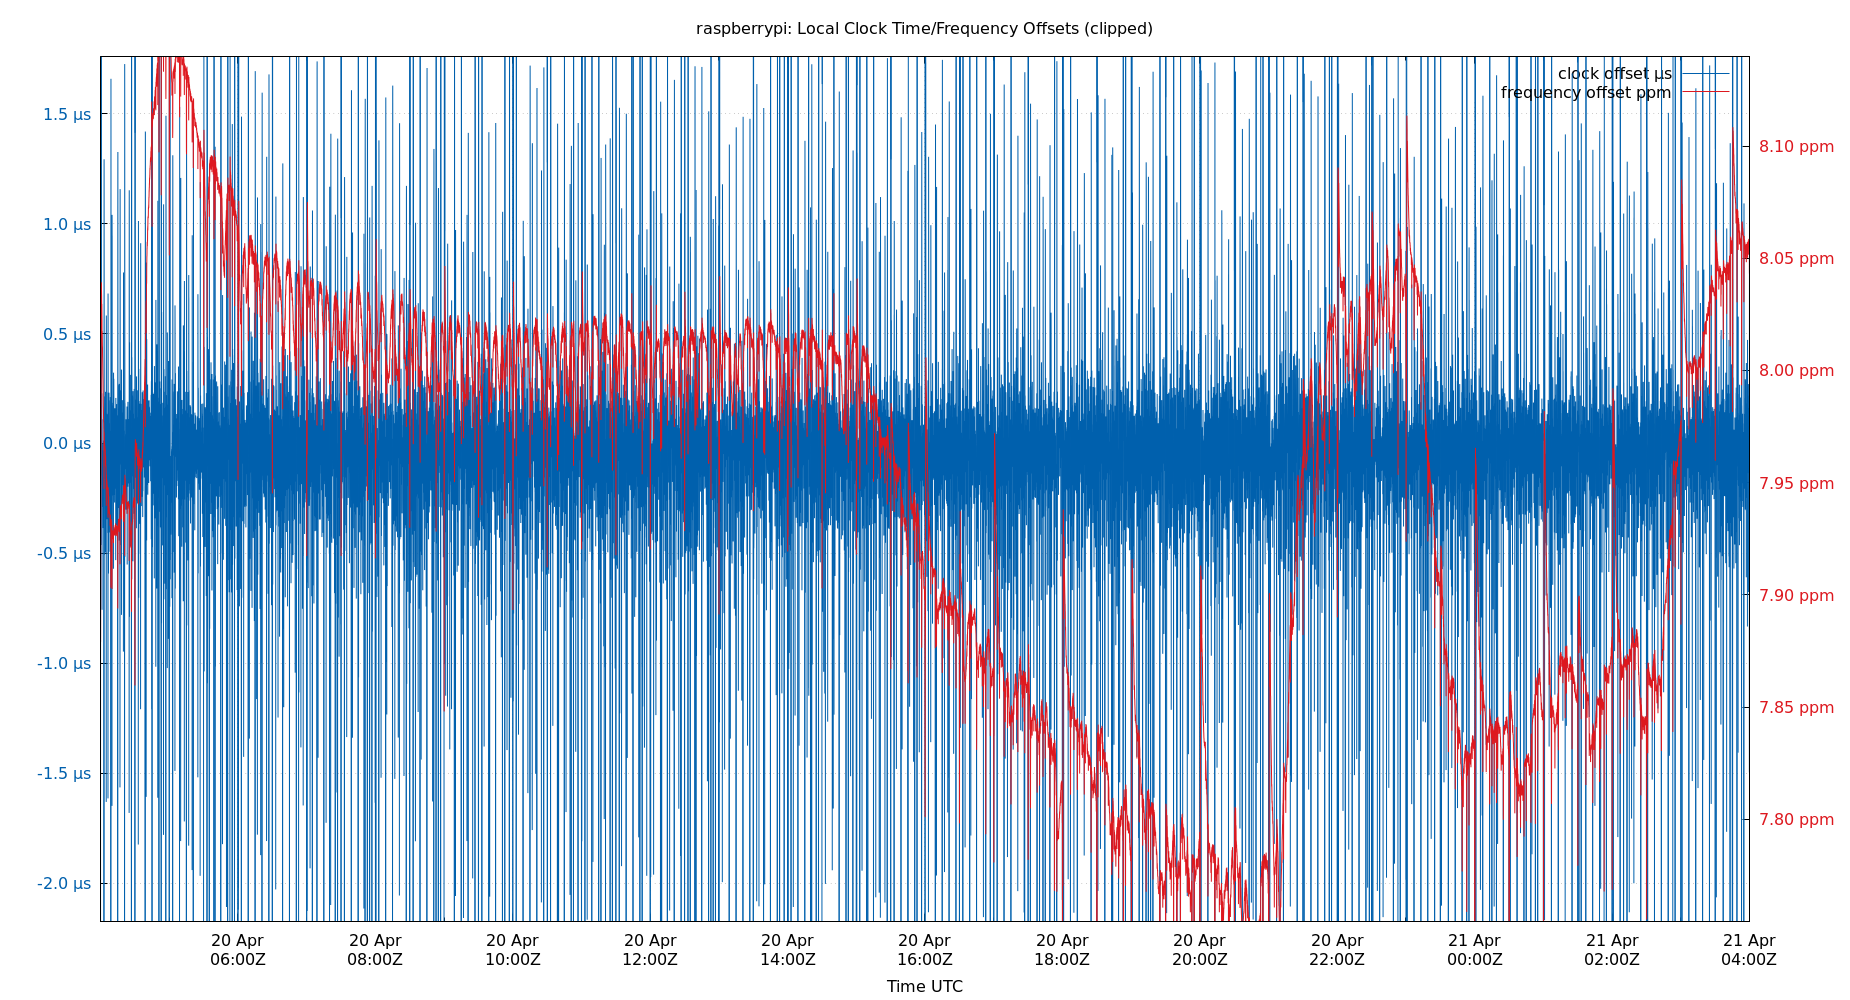 raspberrypi: Local Clock Time/Frequency Offsets (clipped)
clock offset µs
frequency offset ppm
1.5 µs
1.0 µs
0.5 µs
0.0 µs
-0.5 µs
-1.0 µs
-1.5 µs
-2.0 µs
8.10 ppm
8.05 ppm
8.00 ppm
7.95 ppm
7.90 ppm
7.85 ppm
7.80 ppm
20 Apr 20 Apr 20 Apr 20 Apr 20 Apr 20 Apr 20 Apr 20 Apr 20 Apr 21 Apr 21 Apr 21 Apr
06:00Z 08:00Z 10:00Z 12:00Z 14:00Z 16:00Z 18:00Z 20:00Z 22:00Z 00:00Z 02:00Z 04:00Z
Time UTC